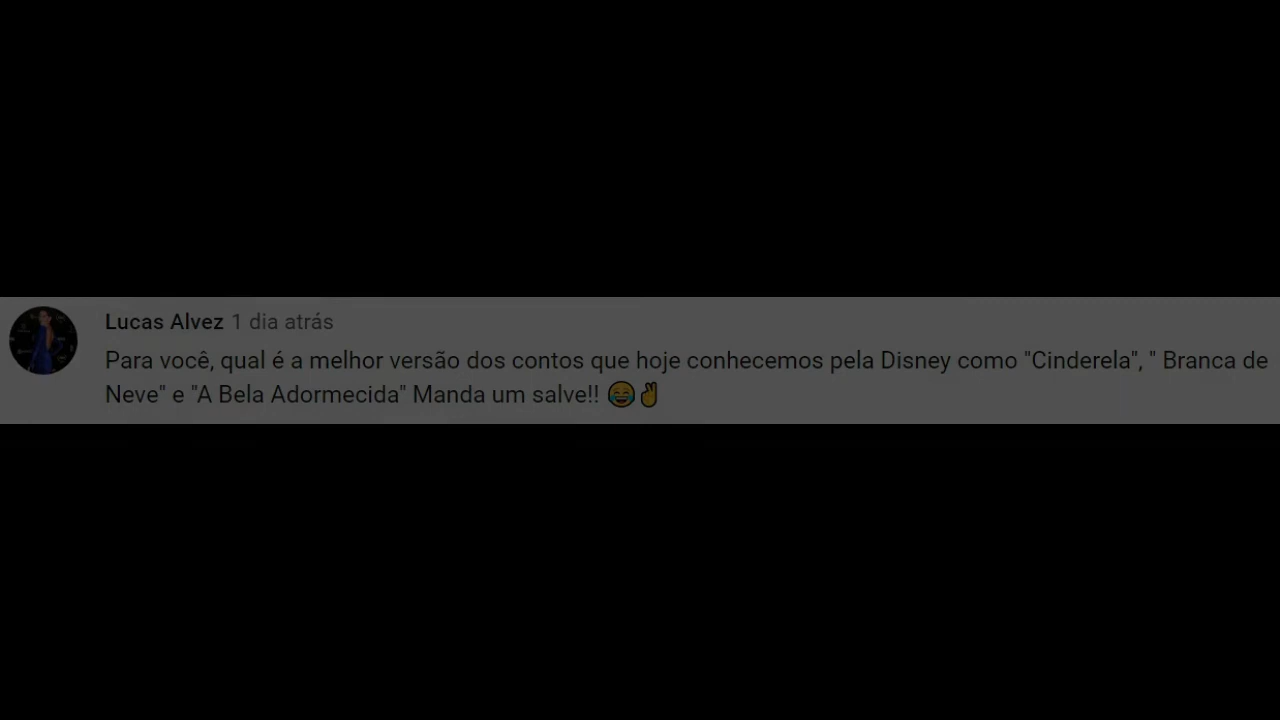 Lucas Alvez 1 dia atrás
Para você, qual é a melhor versão dos contos que hoje conhecemos pela Disney como "Cinderela", " Branca de
Neve" e "A Bela Adormecida" Manda um salve!! 😂✌